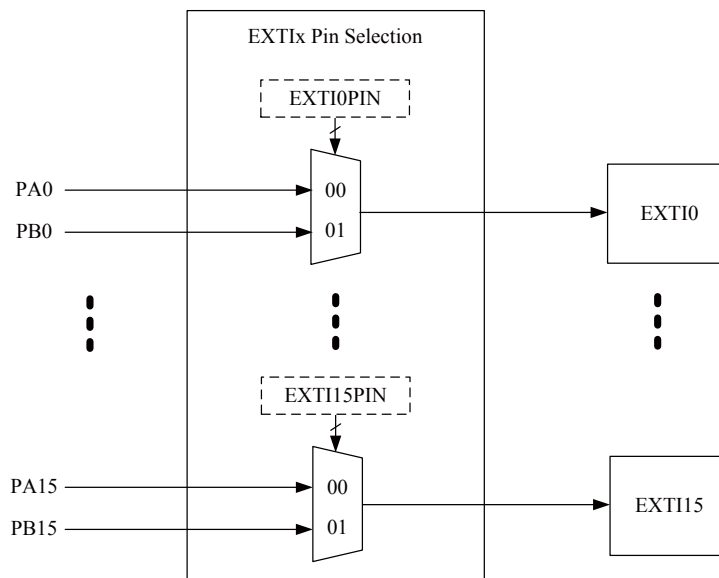 EXTIx Pin Selection
EXTI0PIN
PA0
00
EXTI0
PB0
01
EXTI15PIN
PA15
00
EXTI15
PB15
01